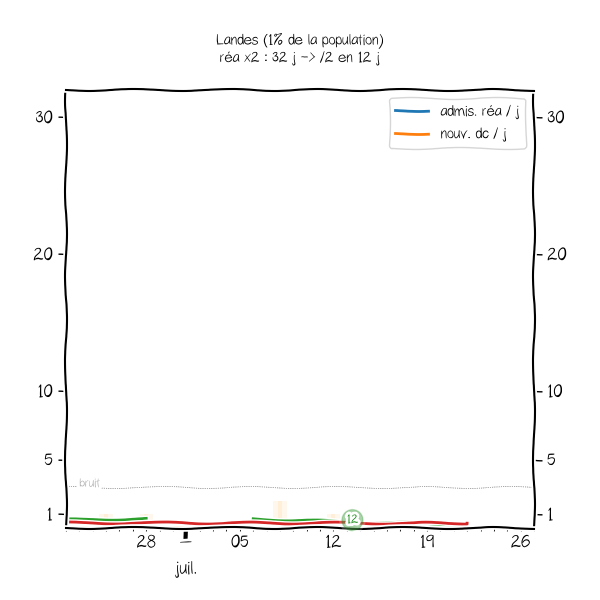 Landes (1% de la population)
réa x2 : 32 j -> /2 en 12 j
admis. réa / j
nouv. dc / j
30
30
20
20
10
10
5
5
bruit
1
1
12
28
1
05
12
19
26
juil.